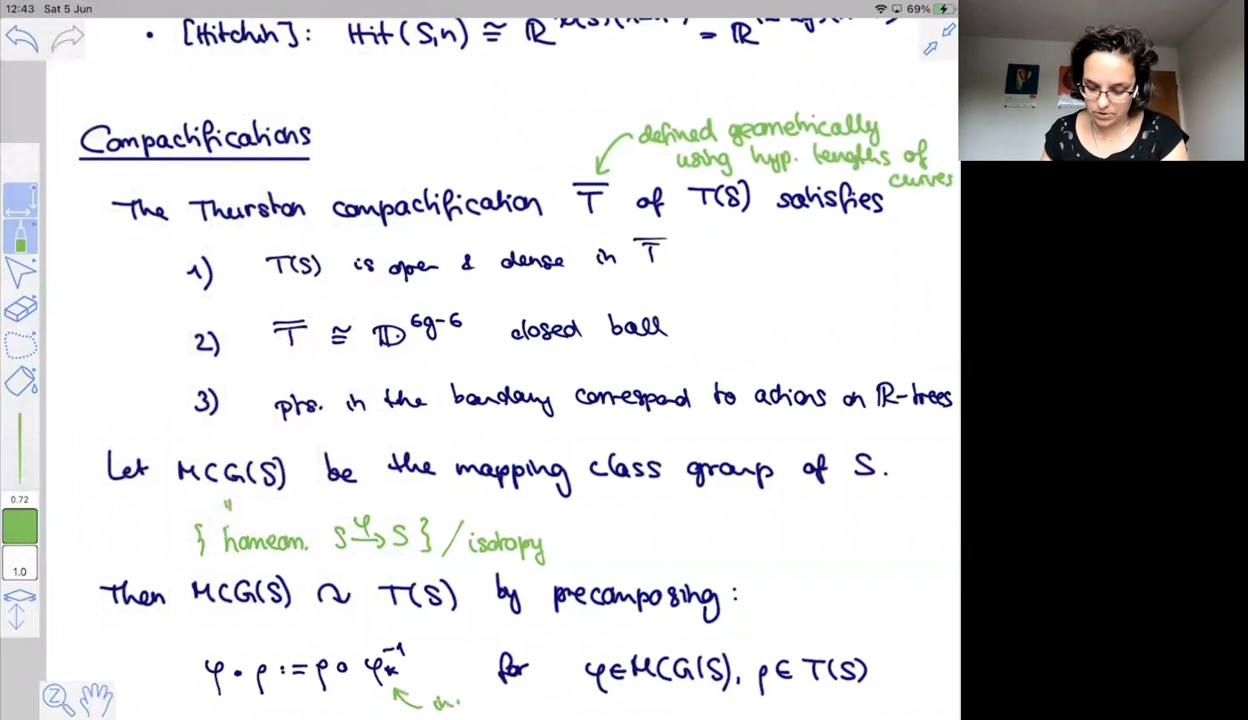 12:43 Sat 5 Jun 69%
• [Hitchin]: Hit(S,n) ≅ ℝ = ℝ
Compactifications
defined geometrically
using hyp. lengths of
curves
The Thurston compactification T̅ of T(S) satisfies
1) T(S) is open & dense in T̅
2) T̅ ≅ 𝔻^{6g-6} closed ball
3) pts. in the boundary correspond to actions on ℝ-trees
Let MCG(S) be the mapping class group of S.
{ homeom. S →^φ S } / isotopy
0.72
1.0
Then MCG(S) ↷ T(S) by precomposing:
φ · ρ := ρ ∘ φ_*^{-1} for φ ∈ MCG(S), ρ ∈ T(S)